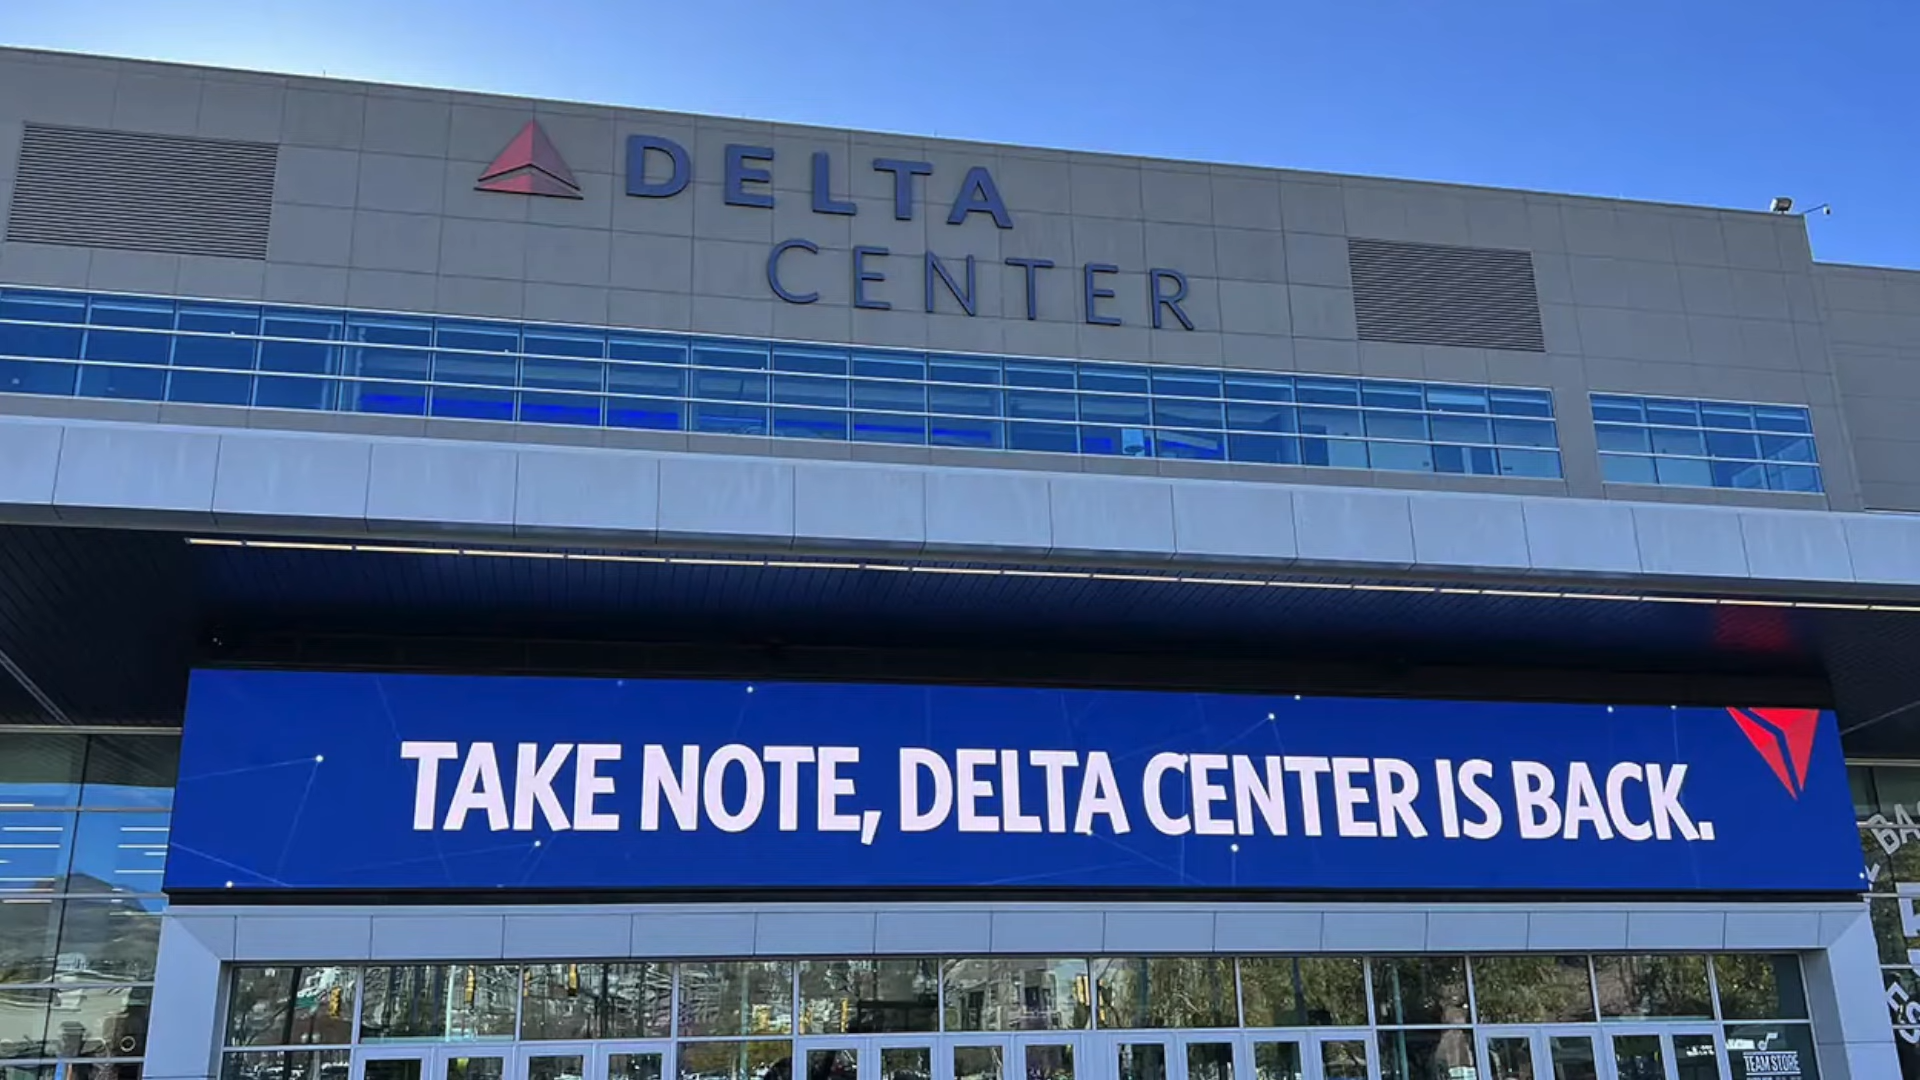 DELTA
CENTER
TAKE NOTE, DELTA CENTER IS BACK.
TEAM STORE